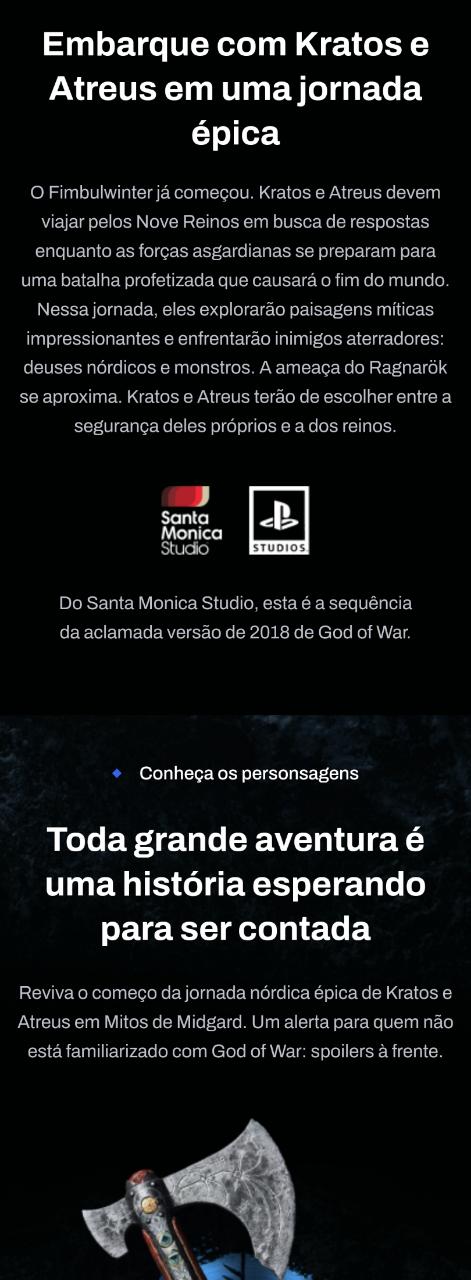 Embarque com Kratos e
Atreus em uma jornada
épica
O Fimbulwinter já começou. Kratos e Atreus devem
viajar pelos Nove Reinos em busca de respostas
enquanto as forças asgardianas se preparam para
uma batalha profetizada que causará o fim do mundo.
Nessa jornada, eles explorarão paisagens míticas
impressionantes e enfrentarão inimigos aterradores:
deuses nórdicos e monstros. A ameaça do Ragnarök
se aproxima. Kratos e Atreus terão de escolher entre a
segurança deles próprios e a dos reinos.
Santa
Monica
Studio
STUDIOS
Do Santa Monica Studio, esta é a sequência
da aclamada versão de 2018 de God of War.
Conheça os personsagens
Toda grande aventura é
uma história esperando
para ser contada
Reviva o começo da jornada nórdica épica de Kratos e
Atreus em Mitos de Midgard. Um alerta para quem não
está familiarizado com God of War: spoilers à frente.